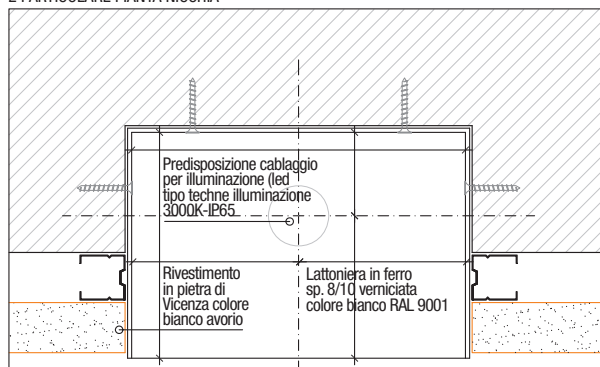 2 PARTICOLARE PIANTA NICCHIA
Predisposizione cablaggio
per illuminazione (led
tipo techne illuminazione
3000K-IP65
Rivestimento
in pietra di
Vicenza colore
bianco avorio
Lattoniera in ferro
sp. 8/10 verniciata
colore bianco RAL 9001